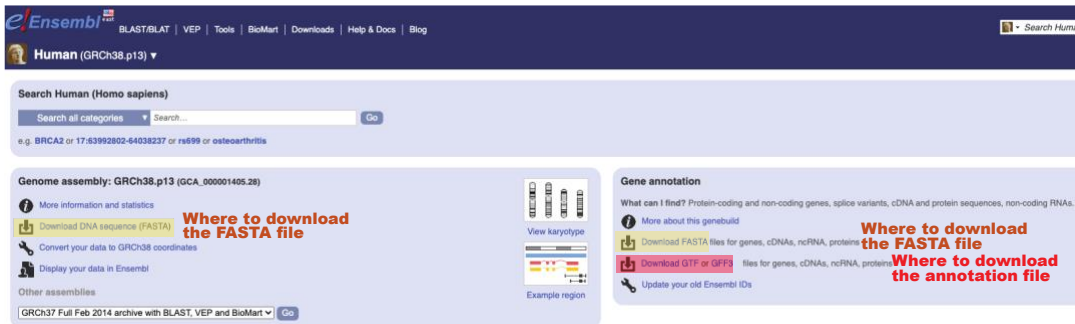 e!Ensembl east
BLAST/BLAT | VEP | Tools | BioMart | Downloads | Help & Docs | Blog
Search Huma
Human (GRCh38.p13) ▼
Search Human (Homo sapiens)
Search all categories ▼ Search... Go
e.g. BRCA2 or 17:63992802-64038237 or rs699 or osteoarthritis
Genome assembly: GRCh38.p13 (GCA_000001405.28)
More information and statistics
Download DNA sequence (FASTA)
Where to download
the FASTA file
Convert your data to GRCh38 coordinates
Display your data in Ensembl
Other assemblies
GRCh37 Full Feb 2014 archive with BLAST, VEP and BioMart Go
View karyotype
Example region
Gene annotation
What can I find? Protein-coding and non-coding genes, splice variants, cDNA and protein sequences, non-coding RNAs.
More about this genebuild
Download FASTA files for genes, cDNAs, ncRNA, proteins
Where to download
the FASTA file
Download GTF or GFF3 files for genes, cDNAs, ncRNA, proteins
Where to download
the annotation file
Update your old Ensembl IDs